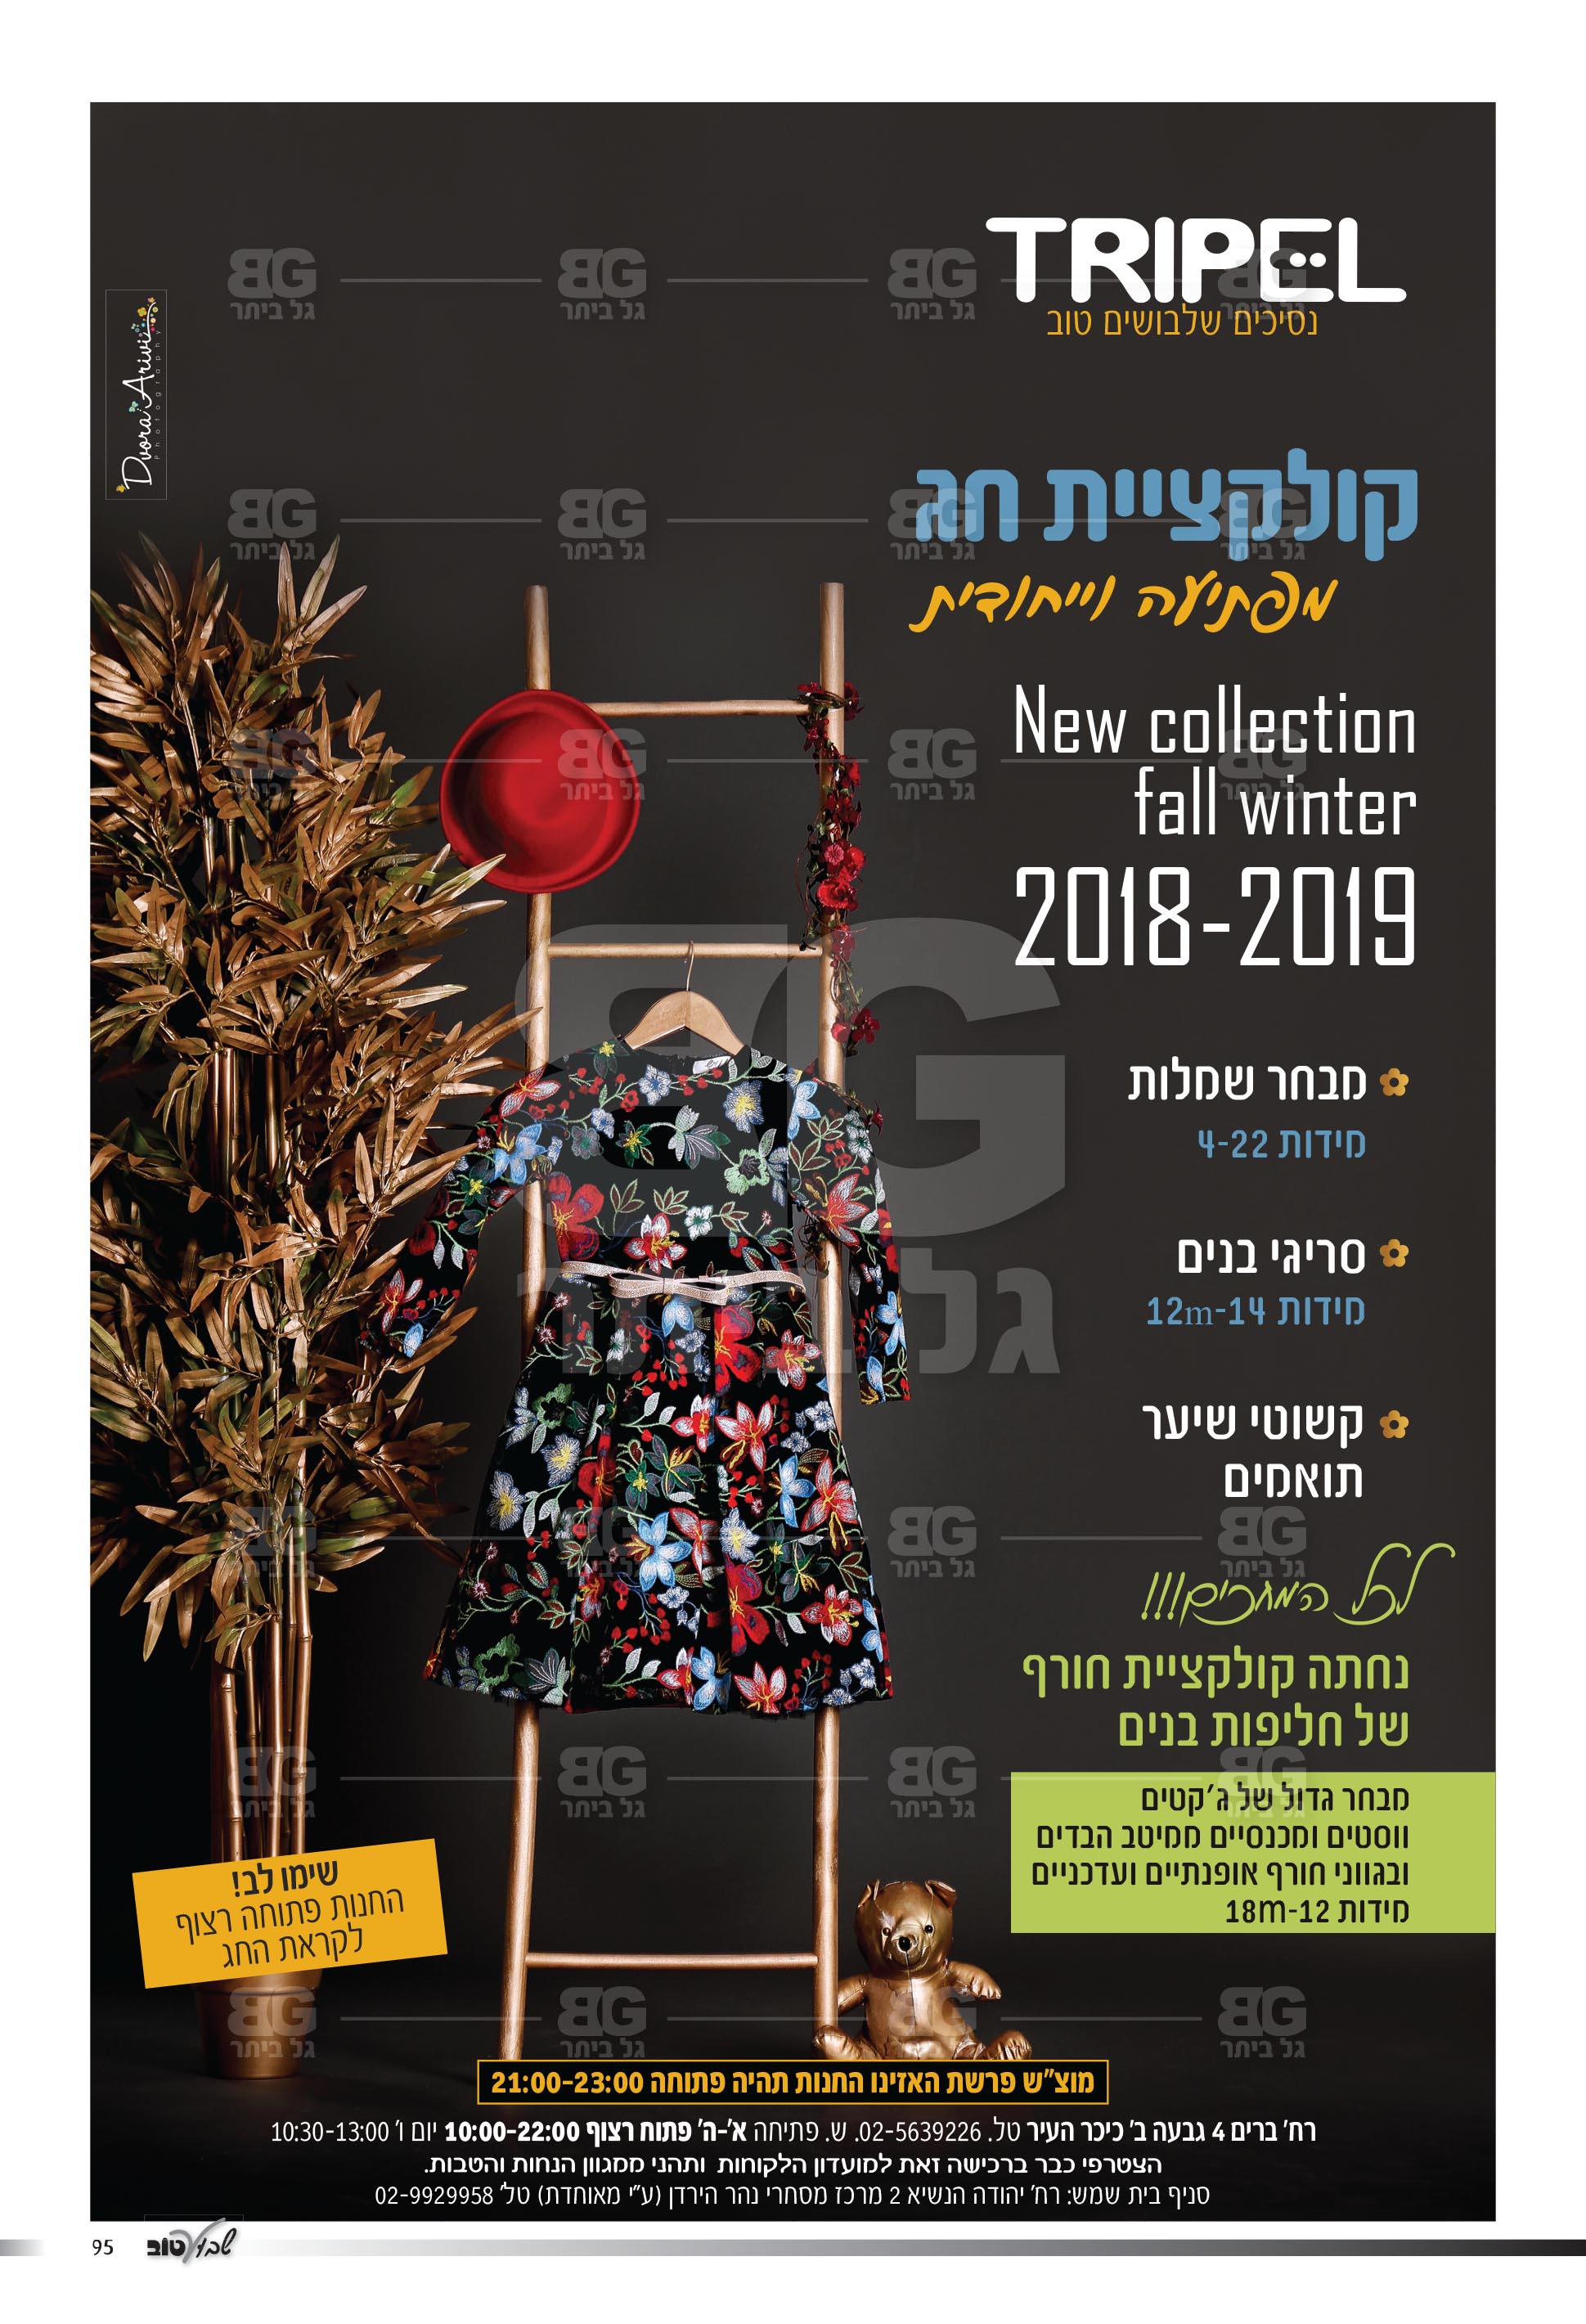 TRIPEL
נסיכים שלבושים טוב
Dvora Arivi
Photography
קולקציית חג
מפתיעה וייחודית
New collection
fall winter
2018-2019
מבחר שמלות
מידות 4-22
סריגי בנים
מידות 12m-14
קשוטי שיער
תואמים
לכל המחכים!!!
נחתה קולקציית חורף
של חליפות בנים
מבחר גדול של ג'קטים
ווסטים ומכנסיים ממיטב הבדים
ובגווני חורף אופנתיים ועדכניים
מידות 18m-12
שימו לב!
החנות פתוחה רצוף
לקראת החג
מוצ"ש פרשת האזינו החנות תהיה פתוחה 21:00-23:00
רח' ברים 4 גבעה ב' כיכר העיר טל. 02-5639226. ש. פתיחה א'-ה' פתוח רצוף 10:00-22:00 יום ו' 10:30-13:00
הצטרפי כבר ברכישה זאת למועדון הלקוחות ותהני ממגוון הנחות והטבות.
סניף בית שמש: רח' יהודה הנשיא 2 מרכז מסחרי נהר הירדן (ע"י מאוחדת) טל' 02-9929958
BG
גל ביתר
95
שבוע טוב